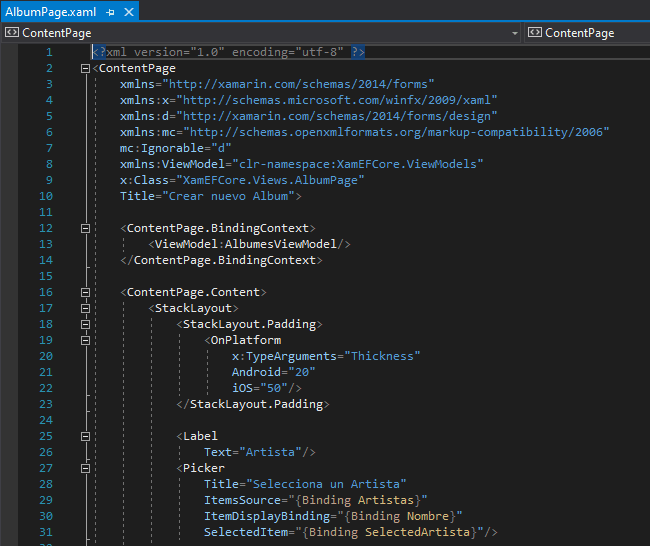 AlbumPage.xaml
ContentPage
ContentPage
1 <?xml version="1.0" encoding="utf-8" ?>
2 <ContentPage
3 xmlns="http://xamarin.com/schemas/2014/forms"
4 xmlns:x="http://schemas.microsoft.com/winfx/2009/xaml"
5 xmlns:d="http://xamarin.com/schemas/2014/forms/design"
6 xmlns:mc="http://schemas.openxmlformats.org/markup-compatibility/2006"
7 mc:Ignorable="d"
8 xmlns:ViewModel="clr-namespace:XamEFCore.ViewModels"
9 x:Class="XamEFCore.Views.AlbumPage"
10 Title="Crear nuevo Album">
11
12 <ContentPage.BindingContext>
13 <ViewModel:AlbumesViewModel/>
14 </ContentPage.BindingContext>
15
16 <ContentPage.Content>
17 <StackLayout>
18 <StackLayout.Padding>
19 <OnPlatform
20 x:TypeArguments="Thickness"
21 Android="20"
22 iOS="50"/>
23 </StackLayout.Padding>
24
25 <Label
26 Text="Artista"/>
27 <Picker
28 Title="Selecciona un Artista"
29 ItemsSource="{Binding Artistas}"
30 ItemDisplayBinding="{Binding Nombre}"
31 SelectedItem="{Binding SelectedArtista}"/>